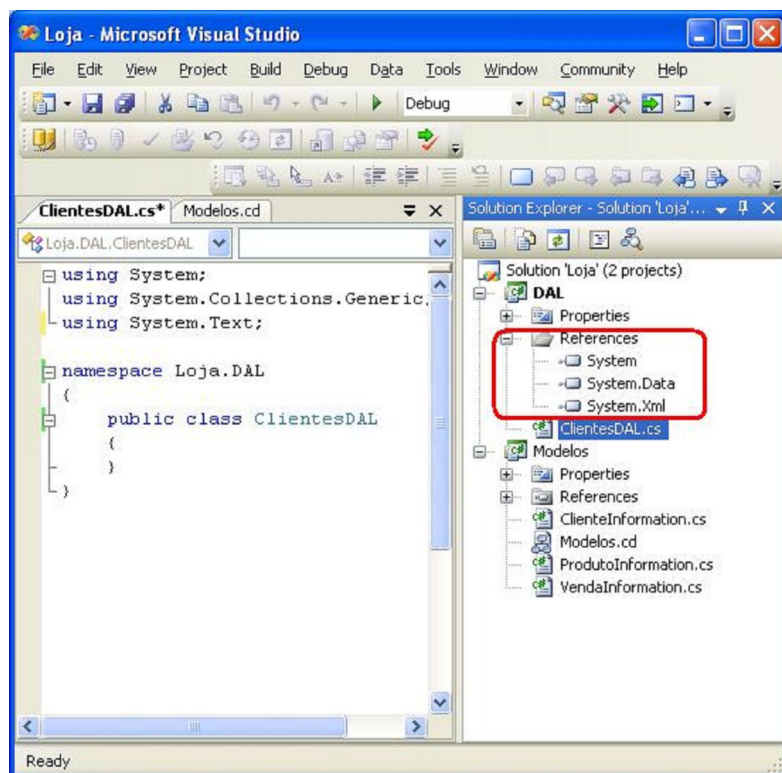 Loja - Microsoft Visual Studio
File Edit View Project Build Debug Data Tools Window Community Help
Debug
ClientesDAL.cs* Modelos.cd
Loja.DAL.ClientesDAL
using System;
using System.Collections.Generic.
using System.Text;
namespace Loja.DAL
{
public class ClientesDAL
{
}
}
Solution Explorer - Solution 'Loja'...
Solution 'Loja' (2 projects)
DAL
Properties
References
System
System.Data
System.Xml
ClientesDAL.cs
Modelos
Properties
References
ClienteInformation.cs
Modelos.cd
ProdutoInformation.cs
VendaInformation.cs
Ready